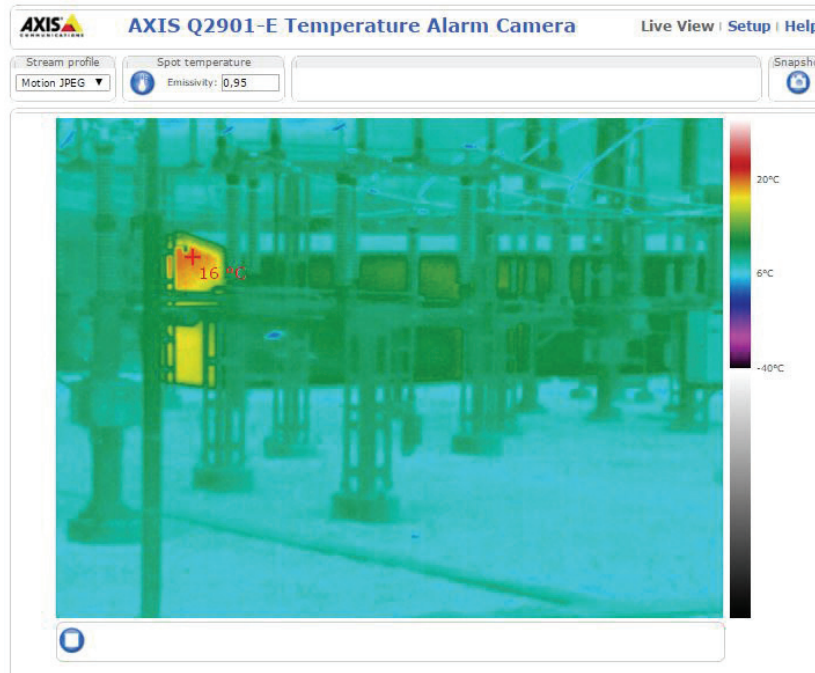 AXIS COMMUNICATIONS
AXIS Q2901-E Temperature Alarm Camera
Live View | Setup | Help
Stream profile
Motion JPEG ▼
Spot temperature
Emissivity: 0,95
Snapsho
20°C
16 °C
6°C
-40°C